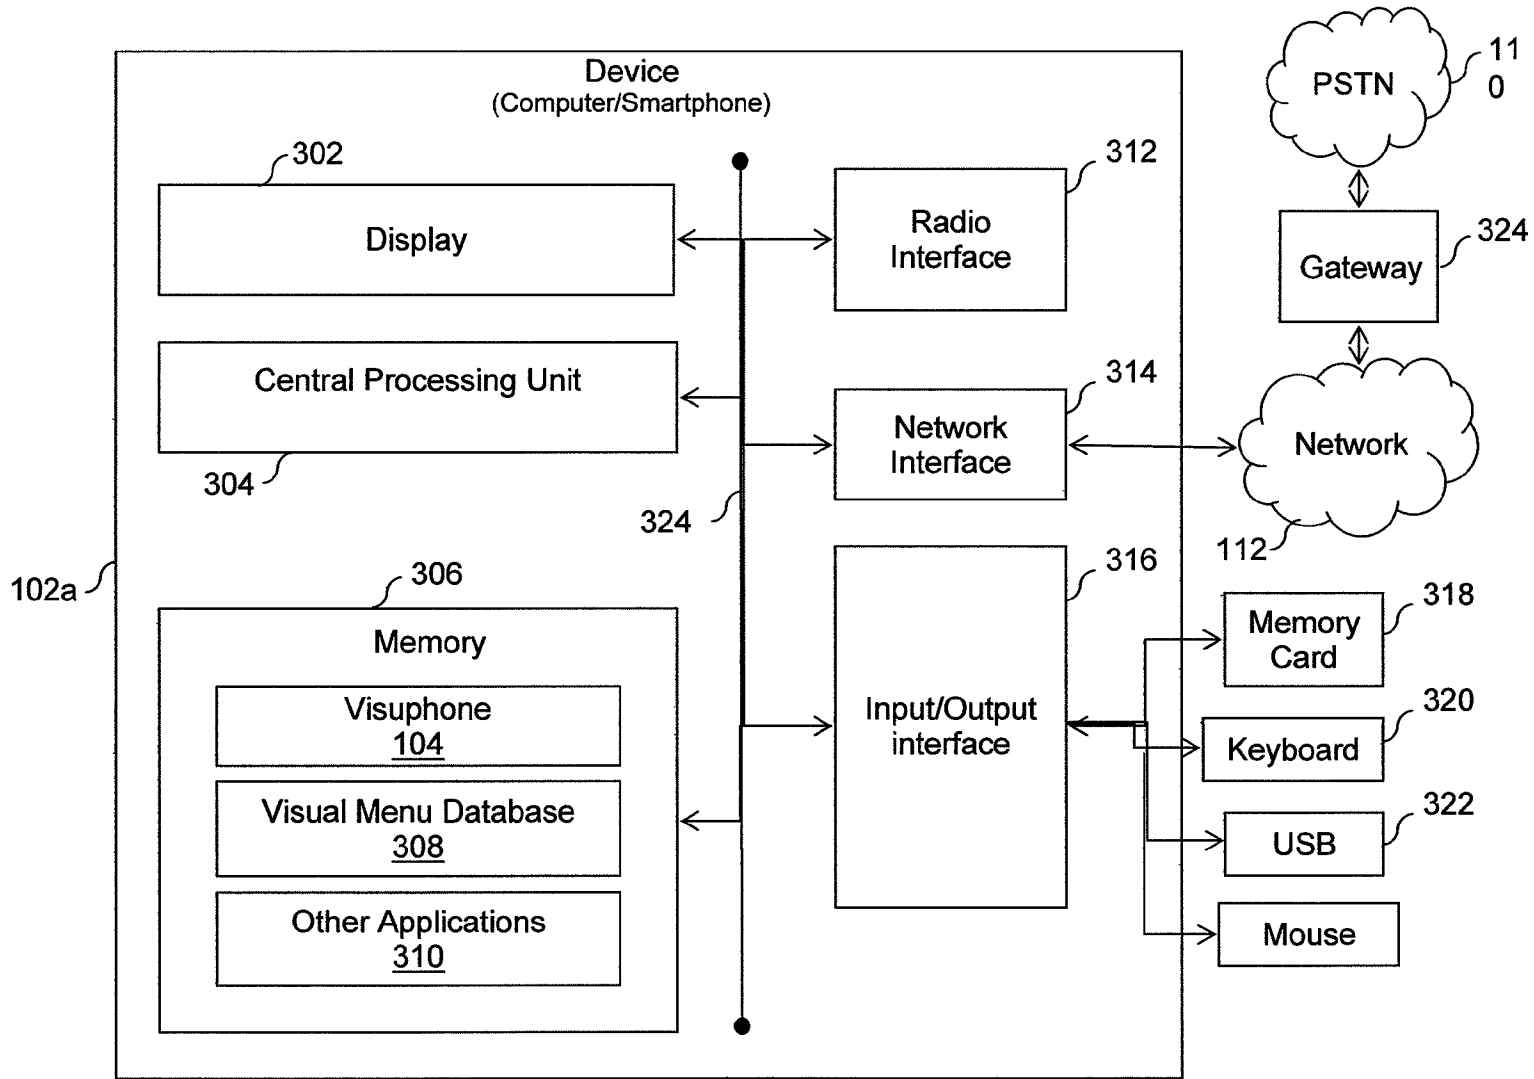 Device
(Computer/Smartphone)
302
Display
Central Processing Unit
304
324
102a
306
Memory
Visuphone
104
Visual Menu Database
308
Other Applications
310
312
Radio
Interface
314
Network
Interface
316
Input/Output
interface
PSTN
11
0
Gateway
324
Network
112
318
Memory
Card
320
Keyboard
322
USB
Mouse